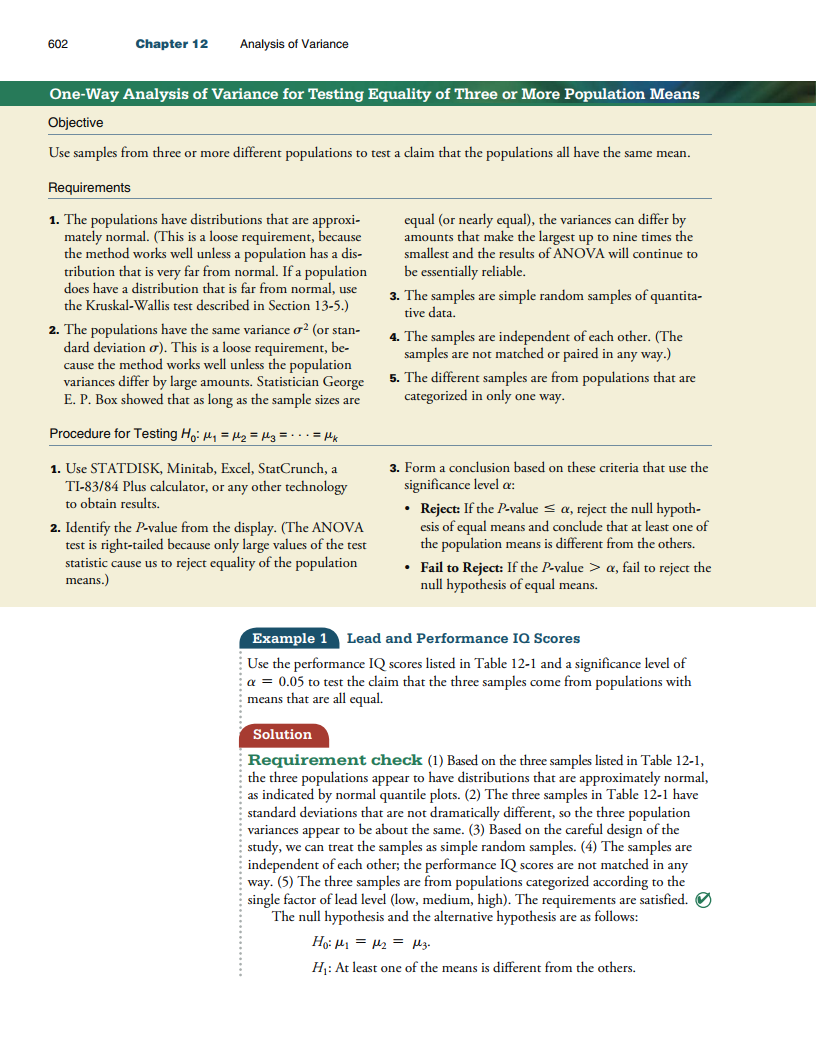 602 Chapter 12 Analysis of Variance
One-Way Analysis of Variance for Testing Equality of Three or More Population Means
Objective
Use samples from three or more different populations to test a claim that the populations all have the same mean.
Requirements
1. The populations have distributions that are approxi-
mately normal. (This is a loose requirement, because
the method works well unless a population has a dis-
tribution that is very far from normal. If a population
does have a distribution that is far from normal, use
the Kruskal-Wallis test described in Section 13-5.)
2. The populations have the same variance σ² (or stan-
dard deviation σ). This is a loose requirement, be-
cause the method works well unless the population
variances differ by large amounts. Statistician George
E. P. Box showed that as long as the sample sizes are
equal (or nearly equal), the variances can differ by
amounts that make the largest up to nine times the
smallest and the results of ANOVA will continue to
be essentially reliable.
3. The samples are simple random samples of quantita-
tive data.
4. The samples are independent of each other. (The
samples are not matched or paired in any way.)
5. The different samples are from populations that are
categorized in only one way.
Procedure for Testing H₀: μ₁ = μ₂ = μ₃ = · · · = μₖ
1. Use STATDISK, Minitab, Excel, StatCrunch, a
TI-83/84 Plus calculator, or any other technology
to obtain results.
2. Identify the P-value from the display. (The ANOVA
test is right-tailed because only large values of the test
statistic cause us to reject equality of the population
means.)
3. Form a conclusion based on these criteria that use the
significance level α:
• Reject: If the P-value ≤ α, reject the null hypoth-
esis of equal means and conclude that at least one of
the population means is different from the others.
• Fail to Reject: If the P-value > α, fail to reject the
null hypothesis of equal means.
Example 1 Lead and Performance IQ Scores
Use the performance IQ scores listed in Table 12-1 and a significance level of
α = 0.05 to test the claim that the three samples come from populations with
means that are all equal.
Solution
Requirement check (1) Based on the three samples listed in Table 12-1,
the three populations appear to have distributions that are approximately normal,
as indicated by normal quantile plots. (2) The three samples in Table 12-1 have
standard deviations that are not dramatically different, so the three population
variances appear to be about the same. (3) Based on the careful design of the
study, we can treat the samples as simple random samples. (4) The samples are
independent of each other; the performance IQ scores are not matched in any
way. (5) The three samples are from populations categorized according to the
single factor of lead level (low, medium, high). The requirements are satisfied.
The null hypothesis and the alternative hypothesis are as follows:
H₀: μ₁ = μ₂ = μ₃.
H₁: At least one of the means is different from the others.